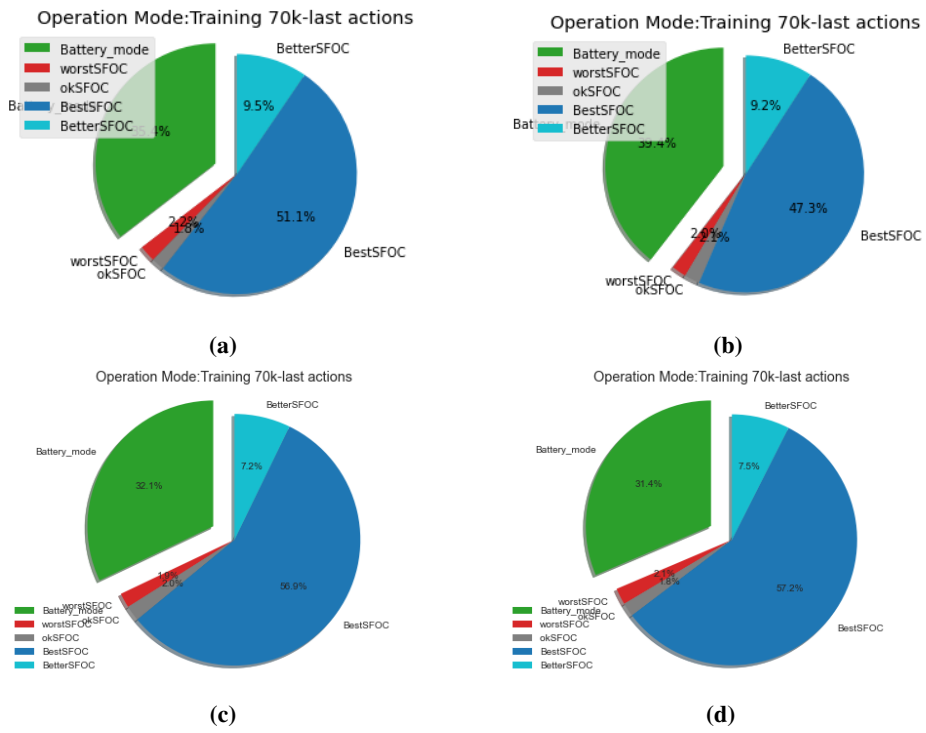 Operation Mode:Training 70k-last actions
Battery_mode
worstSFOC
okSFOC
BestSFOC
BetterSFOC
BetterSFOC
9.5%
51.1%
2.2%
1.8%
worstSFOC
okSFOC
BestSFOC
(a)
Operation Mode:Training 70k-last actions
Battery_mode
worstSFOC
okSFOC
BestSFOC
BetterSFOC
BetterSFOC
9.2%
39.4%
47.3%
2.1%
worstSFOC
okSFOC
BestSFOC
(b)
Operation Mode:Training 70k-last actions
BetterSFOC
Battery_mode
7.2%
32.1%
2.0%
56.9%
worstSFOC
okSFOC
BestSFOC
Battery_mode
worstSFOC
okSFOC
BestSFOC
BetterSFOC
(c)
Operation Mode:Training 70k-last actions
BetterSFOC
Battery_mode
7.5%
31.4%
2.1%
1.8%
57.2%
worstSFOC
okSFOC
BestSFOC
Battery_mode
worstSFOC
okSFOC
BestSFOC
BetterSFOC
(d)